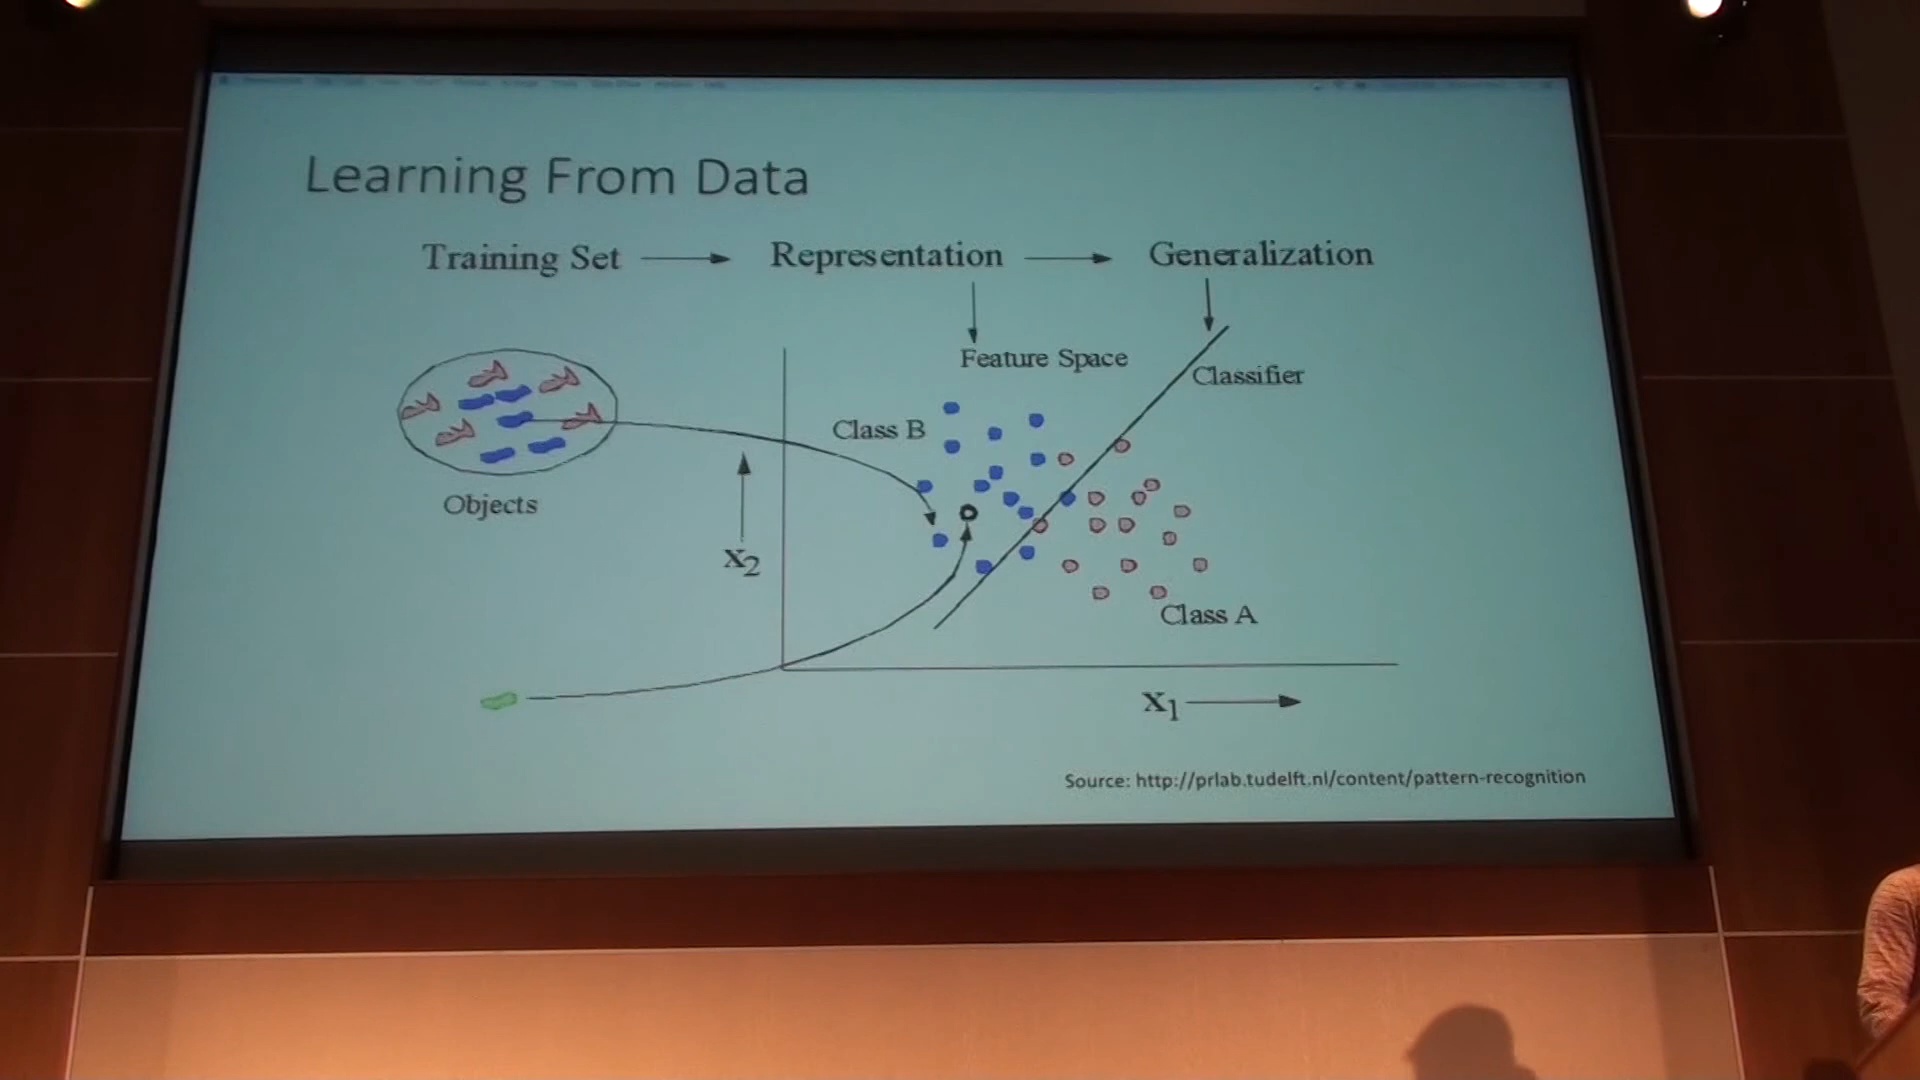 Learning From Data
Training Set
Representation
Generalization
Feature Space
Classifier
Class B
Objects
x2
Class A
x1
Source: http://prlab.tudelft.nl/content/pattern-recognition